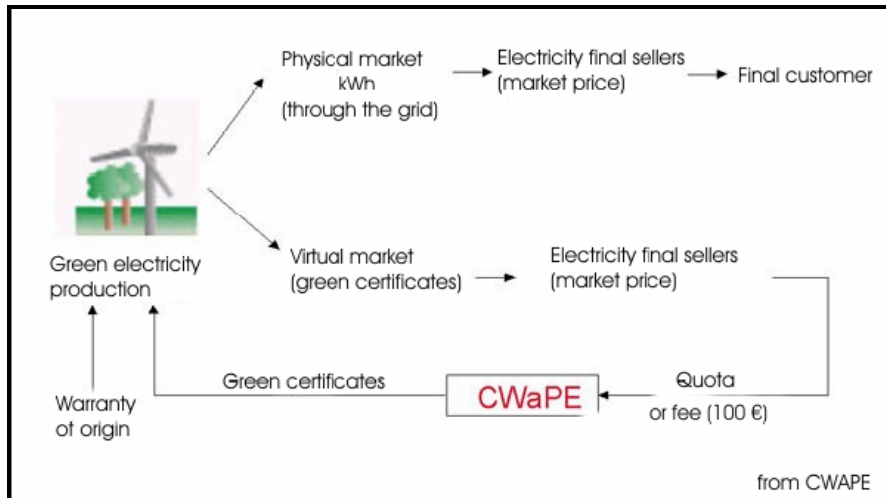 Physical market
kWh
(through the grid)
Electricity final sellers
(market price)
Final customer
Green electricity
production
Virtual market
(green certificates)
Electricity final sellers
(market price)
Warranty
of origin
Green certificates
CWaPE
Quota
or fee (100 €)
from CWAPE